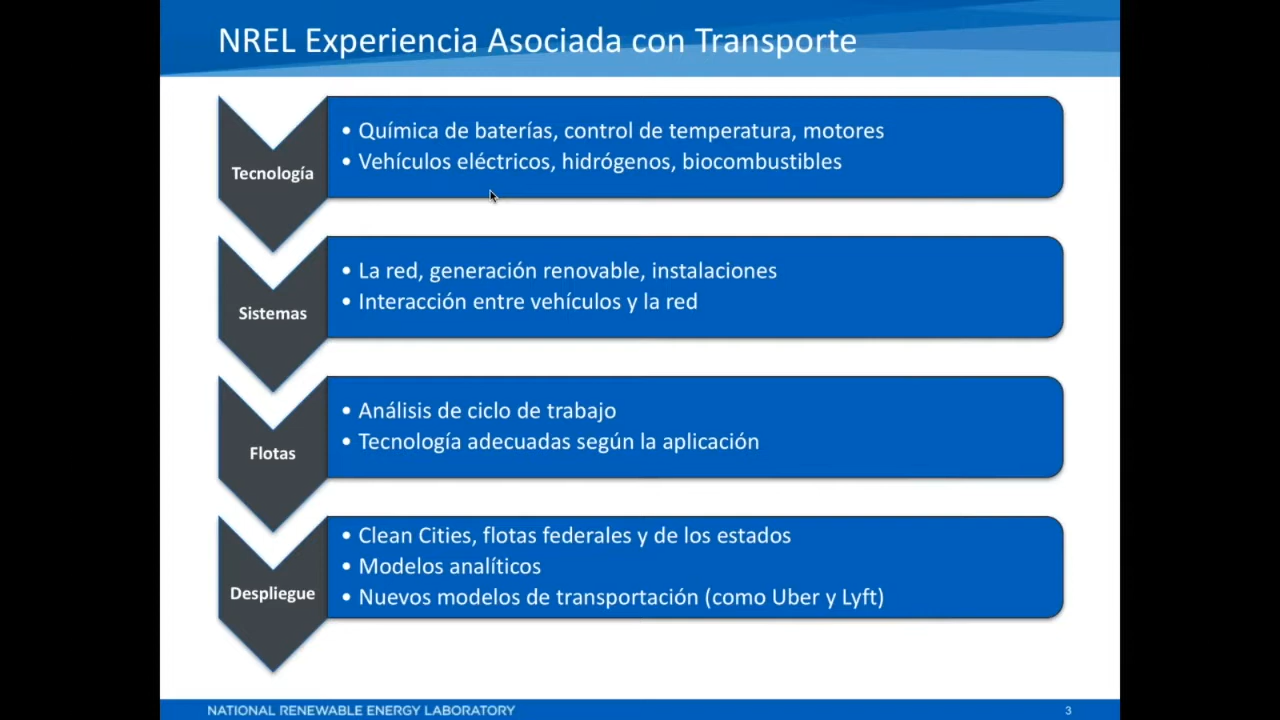 NREL Experiencia Asociada con Transporte
Tecnología
• Química de baterías, control de temperatura, motores
• Vehículos eléctricos, hidrógenos, biocombustibles
Sistemas
• La red, generación renovable, instalaciones
• Interacción entre vehículos y la red
Flotas
• Análisis de ciclo de trabajo
• Tecnología adecuadas según la aplicación
Despliegue
• Clean Cities, flotas federales y de los estados
• Modelos analíticos
• Nuevos modelos de transportación (como Uber y Lyft)
NATIONAL RENEWABLE ENERGY LABORATORY
3